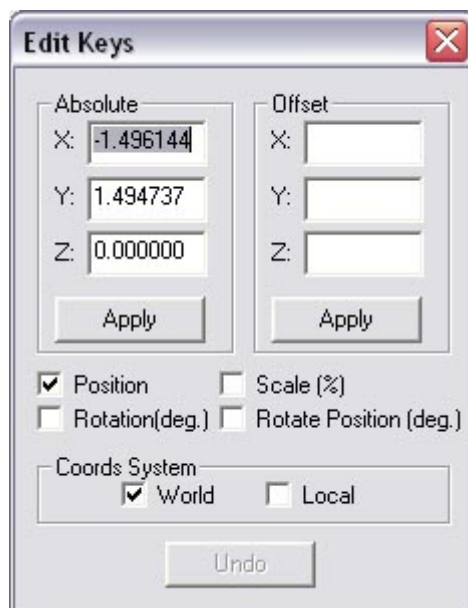 Edit Keys
Absolute Offset
X: -1.496144 X:
Y: 1.494737 Y:
Z: 0.000000 Z:
Apply Apply
Position Scale (%)
Rotation(deg.) Rotate Position (deg.)
Coords System
World Local
Undo